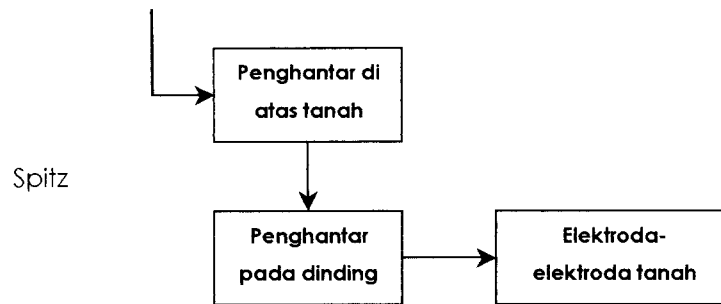 Penghantar di
atas tanah
Spitz
Penghantar
pada dinding
Elektroda-
elektroda tanah